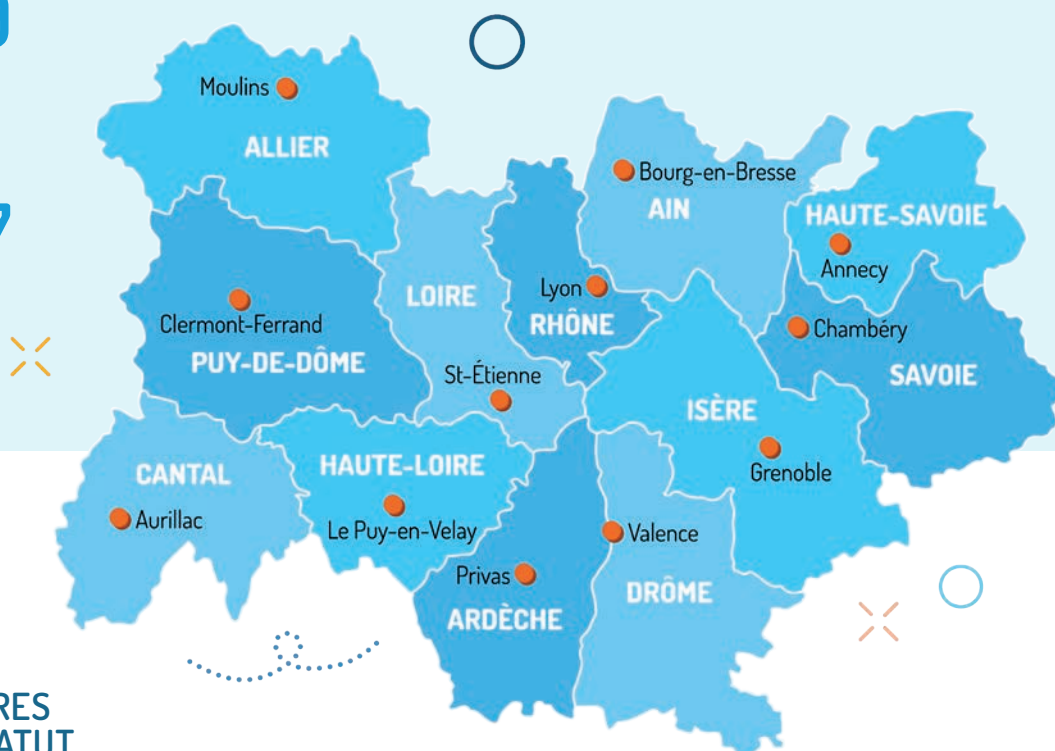 Moulins
ALLIER
Bourg-en-Bresse
AIN
HAUTE-SAVOIE
Annecy
Clermont-Ferrand
PUY-DE-DÔME
LOIRE
Lyon
RHÔNE
Chambéry
SAVOIE
St-Étienne
ISÈRE
Grenoble
CANTAL
Aurillac
HAUTE-LOIRE
Le Puy-en-Velay
Valence
Privas
ARDÈCHE
DRÔME
RES